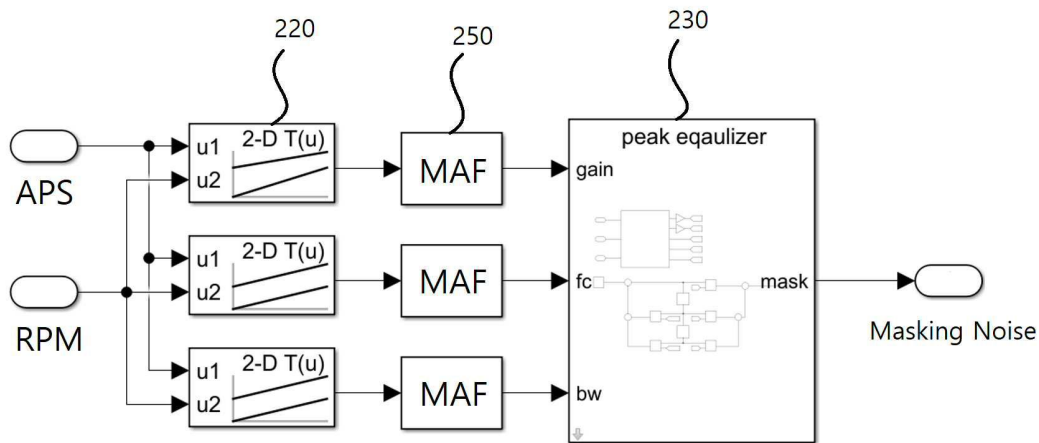 220
250
230
APS
RPM
2-D T(u)
u1
u2
MAF
2-D T(u)
u1
u2
MAF
2-D T(u)
u1
u2
MAF
peak eqaulizer
gain
fc
bw
mask
Masking Noise